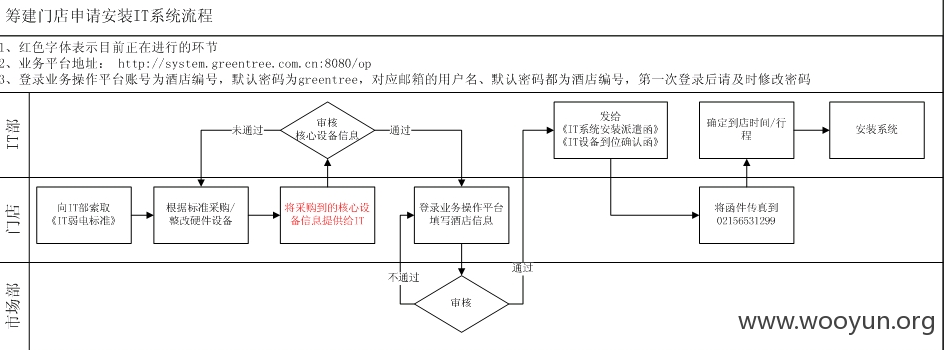 筹建门店申请安装IT系统流程
1、红色字体表示目前正在进行的环节
2、业务平台地址： http://system.greentree.com.cn:8080/op
3、登录业务操作平台账号为酒店编号，默认密码为greentree，对应邮箱的用户名、默认密码都为酒店编号，第一次登录后请及时修改密码
IT部
未通过
审核
核心设备信息
通过
发给
《IT系统安装派遣函》
《IT设备到位确认函》
确定到店时间/行
程
安装系统
门店
向IT部索取
《IT弱电标准》
根据标准采购/
整改硬件设备
将采购到的核心设
备信息提供给IT
登录业务操作平台
填写酒店信息
将函件传真到
02156531299
市场部
不通过
审核
通过
www.wooyun.org